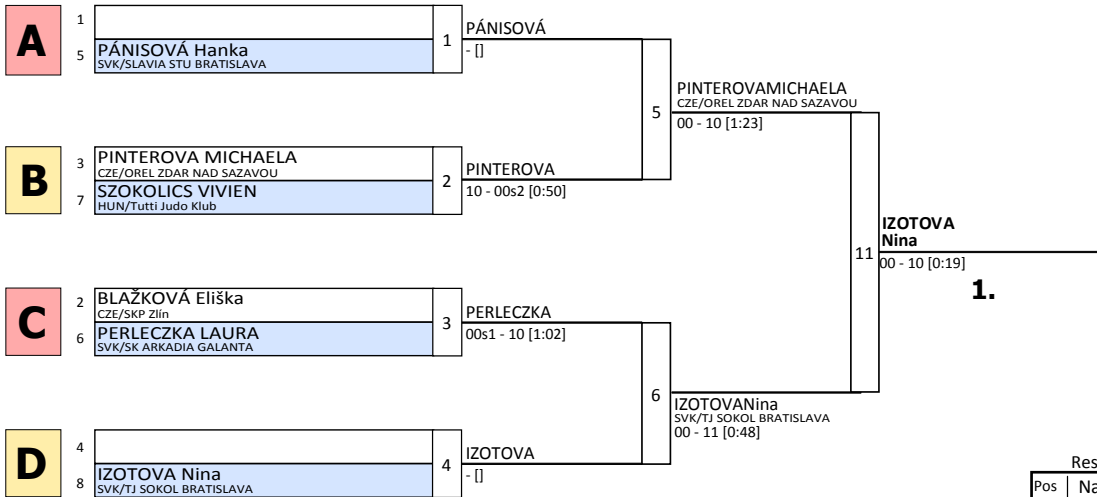 A
1
5
PÁNISOVÁ Hanka
SVK/SLAVIA STU BRATISLAVA
1
PÁNISOVÁ
- []
B
3
PINTEROVA MICHAELA
CZE/OREL ZDAR NAD SAZAVOU
7
SZOKOLICS VIVIEN
HUN/Tutti Judo Klub
2
PINTEROVA
10 - 00s2 [0:50]
5
PINTEROVAMICHAELA
CZE/OREL ZDAR NAD SAZAVOU
00 - 10 [1:23]
C
2
BLAŽKOVÁ Eliška
CZE/SKP Zlín
6
PERLECZKA LAURA
SVK/SK ARKADIA GALANTA
3
PERLECZKA
00s1 - 10 [1:02]
D
4
8
IZOTOVA Nina
SVK/TJ SOKOL BRATISLAVA
4
IZOTOVA
- []
6
IZOTOVANina
SVK/TJ SOKOL BRATISLAVA
00 - 11 [0:48]
11
IZOTOVA
Nina
00 - 10 [0:19]
1.
Res
Pos Na